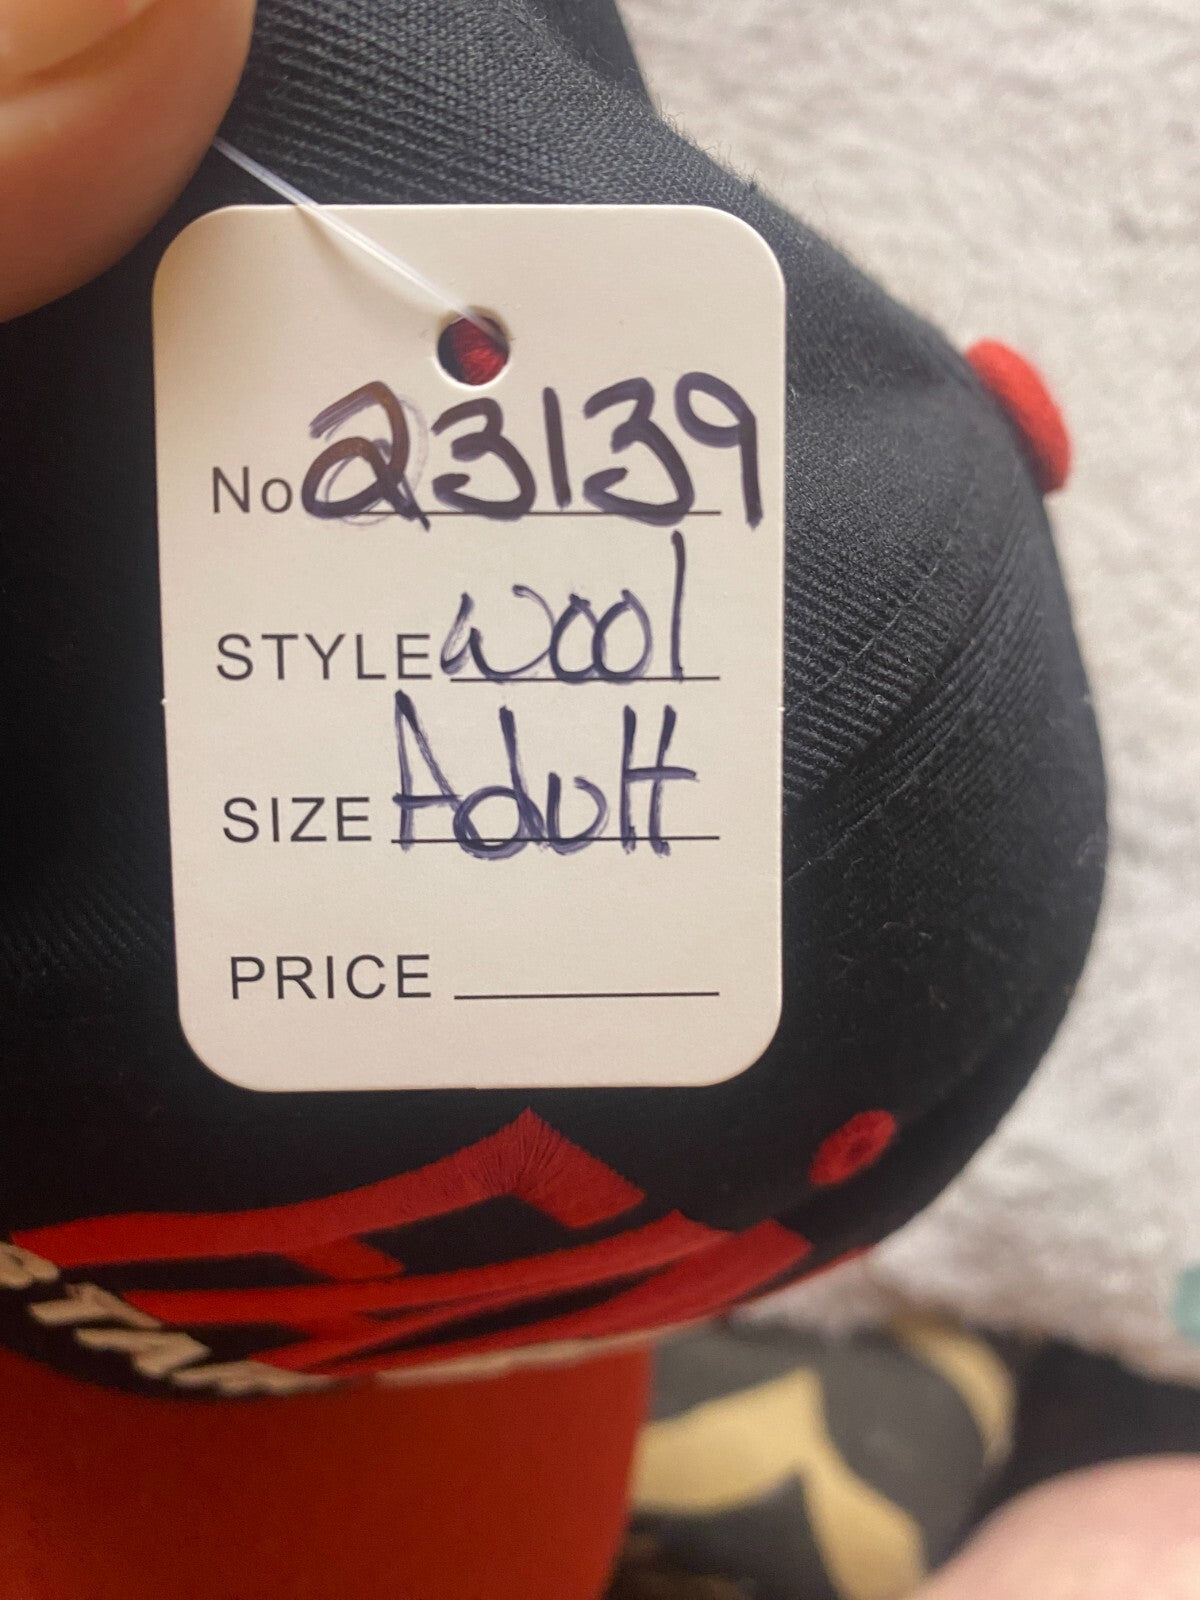 No 23139
STYLE wool
SIZE Adult
PRICE